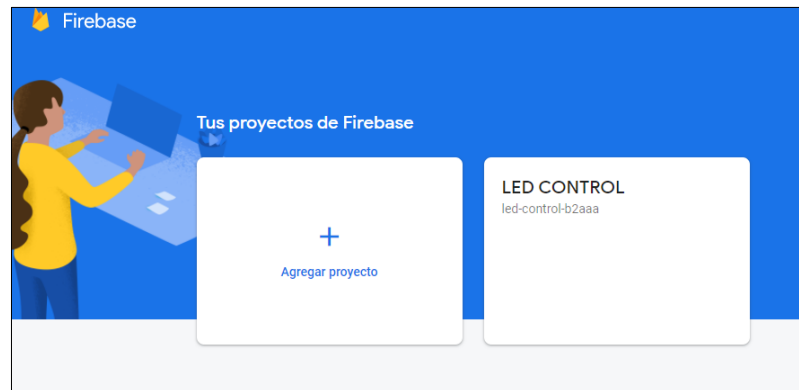 Firebase
Tus proyectos de Firebase
Agregar proyecto
LED CONTROL
led-control-b2aaa